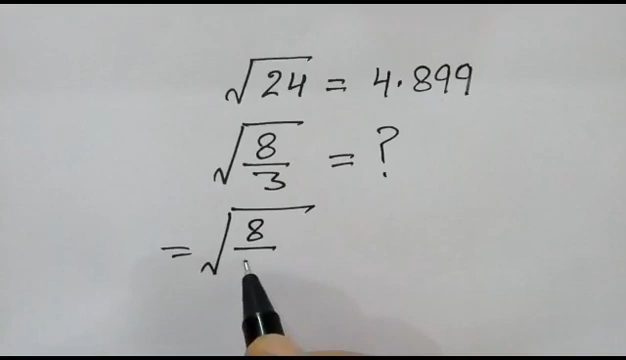 √24 = 4.899
√(8/3) = ?
= √(8/